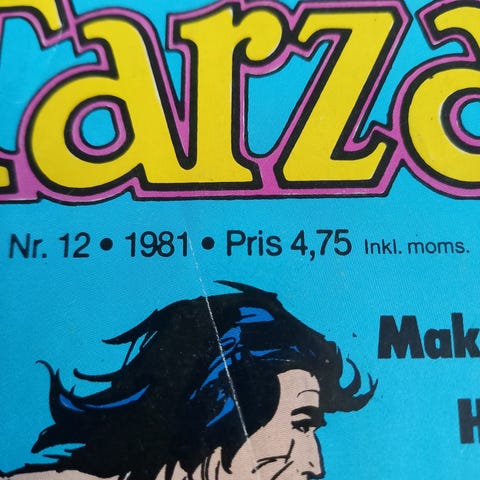 Tarza
Nr. 12 • 1981 • Pris 4,75 Inkl. moms.
Mak
H